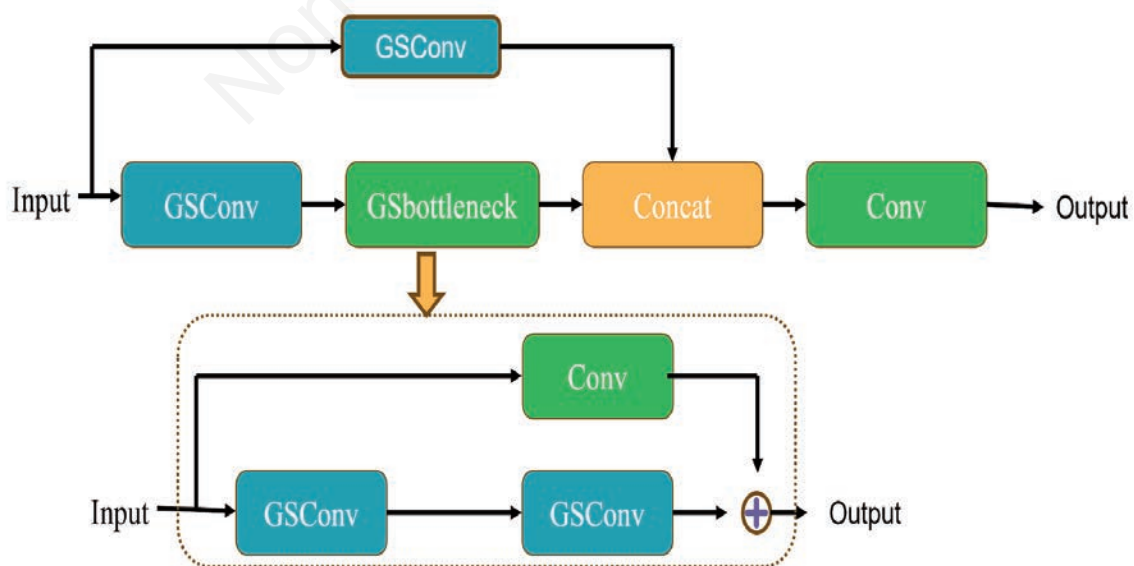 GSConv
Input GSConv GSbottleneck Concat Conv Output
Conv
Input GSConv GSConv Output